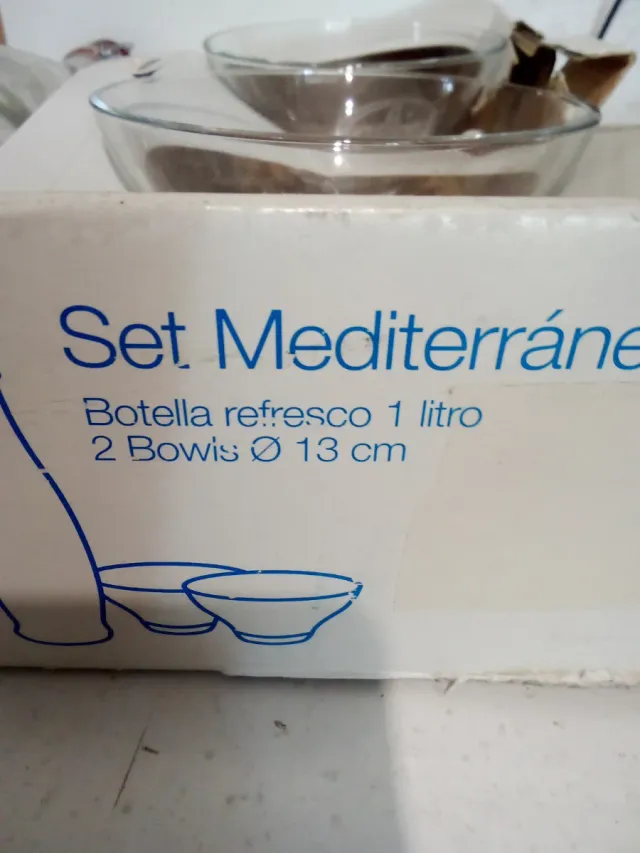 Set Mediterráne
Botella refresco 1 litro
2 Bowls Ø 13 cm